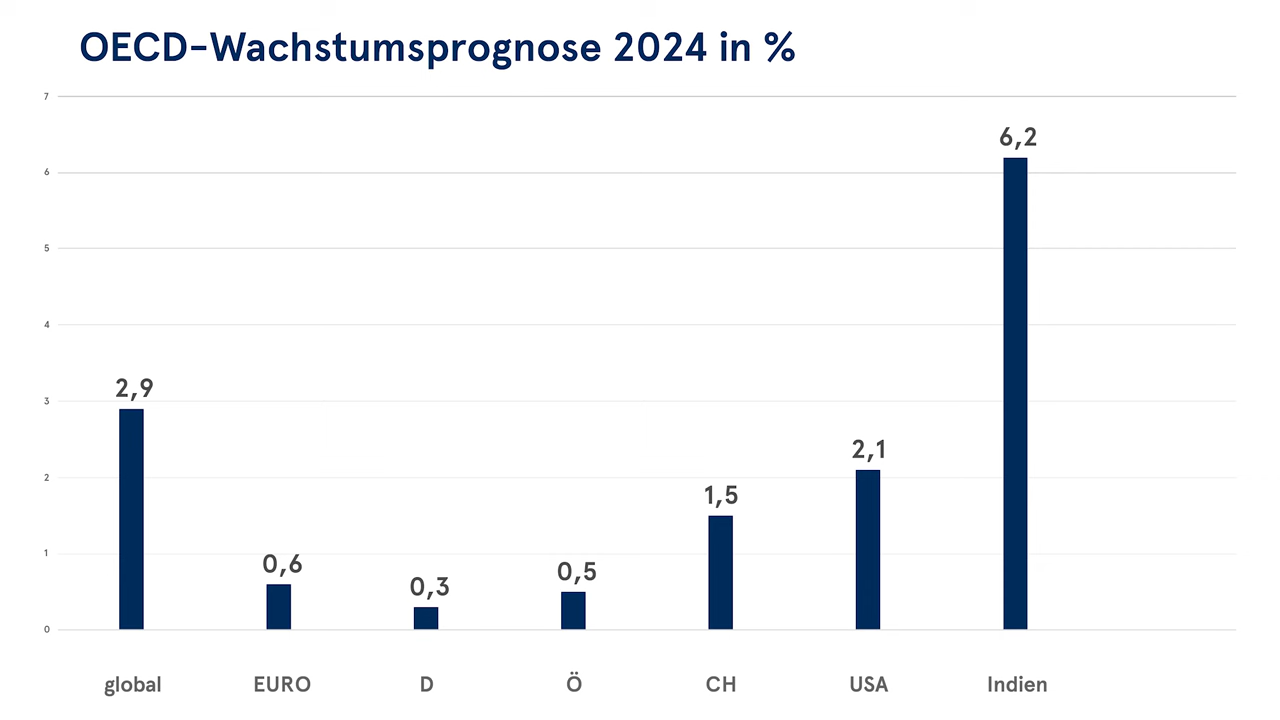 OECD-Wachstumsprognose 2024 in %
7
6
5
4
3
2
1
0
2,9
0,6
0,3
0,5
1,5
2,1
6,2
global
EURO
D
Ö
CH
USA
Indien